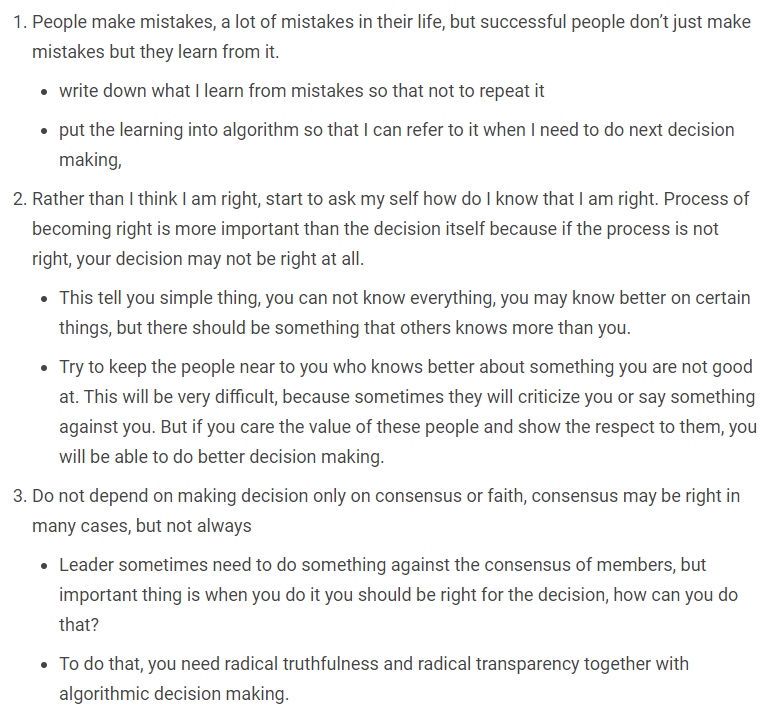 1. People make mistakes, a lot of mistakes in their life, but successful people don't just make
mistakes but they learn from it.
• write down what I learn from mistakes so that not to repeat it
• put the learning into algorithm so that I can refer to it when I need to do next decision
making,
2. Rather than I think I am right, start to ask my self how do I know that I am right. Process of
becoming right is more important than the decision itself because if the process is not
right, your decision may not be right at all.
• This tell you simple thing, you can not know everything, you may know better on certain
things, but there should be something that others knows more than you.
• Try to keep the people near to you who knows better about something you are not good
at. This will be very difficult, because sometimes they will criticize you or say something
against you. But if you care the value of these people and show the respect to them, you
will be able to do better decision making.
3. Do not depend on making decision only on consensus or faith, consensus may be right in
many cases, but not always
• Leader sometimes need to do something against the consensus of members, but
important thing is when you do it you should be right for the decision, how can you do
that?
• To do that, you need radical truthfulness and radical transparency together with
algorithmic decision making.